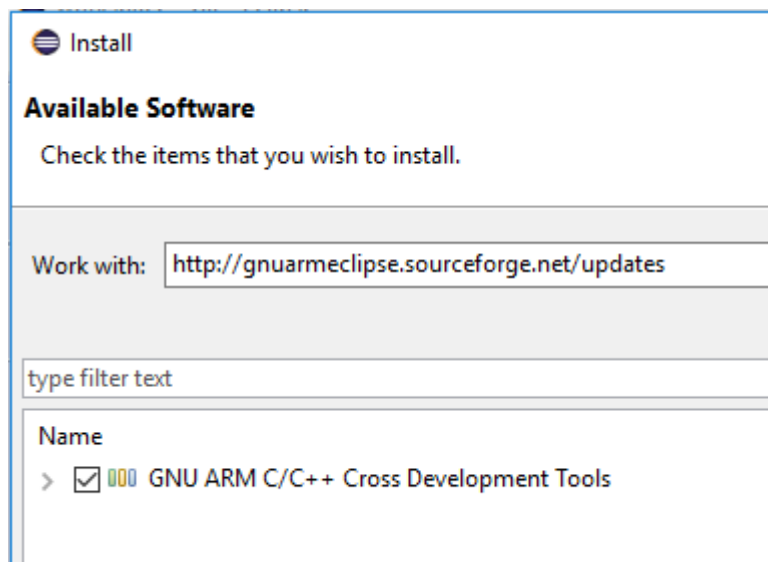 Install
Available Software
Check the items that you wish to install.
Work with: http://gnuarmeclipse.sourceforge.net/updates
type filter text
Name
GNU ARM C/C++ Cross Development Tools